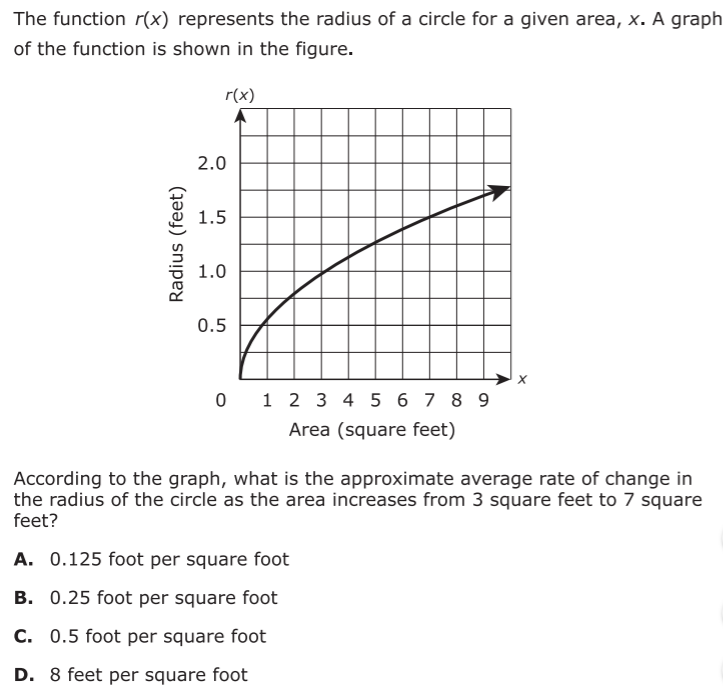 The function r(x) represents the radius of a circle for a given area, x. A graph
of the function is shown in the figure.
r(x)
2.0
1.5
1.0
0.5
Radius (feet)
x
0 1 2 3 4 5 6 7 8 9
Area (square feet)
According to the graph, what is the approximate average rate of change in
the radius of the circle as the area increases from 3 square feet to 7 square
feet?
A. 0.125 foot per square foot
B. 0.25 foot per square foot
C. 0.5 foot per square foot
D. 8 feet per square foot